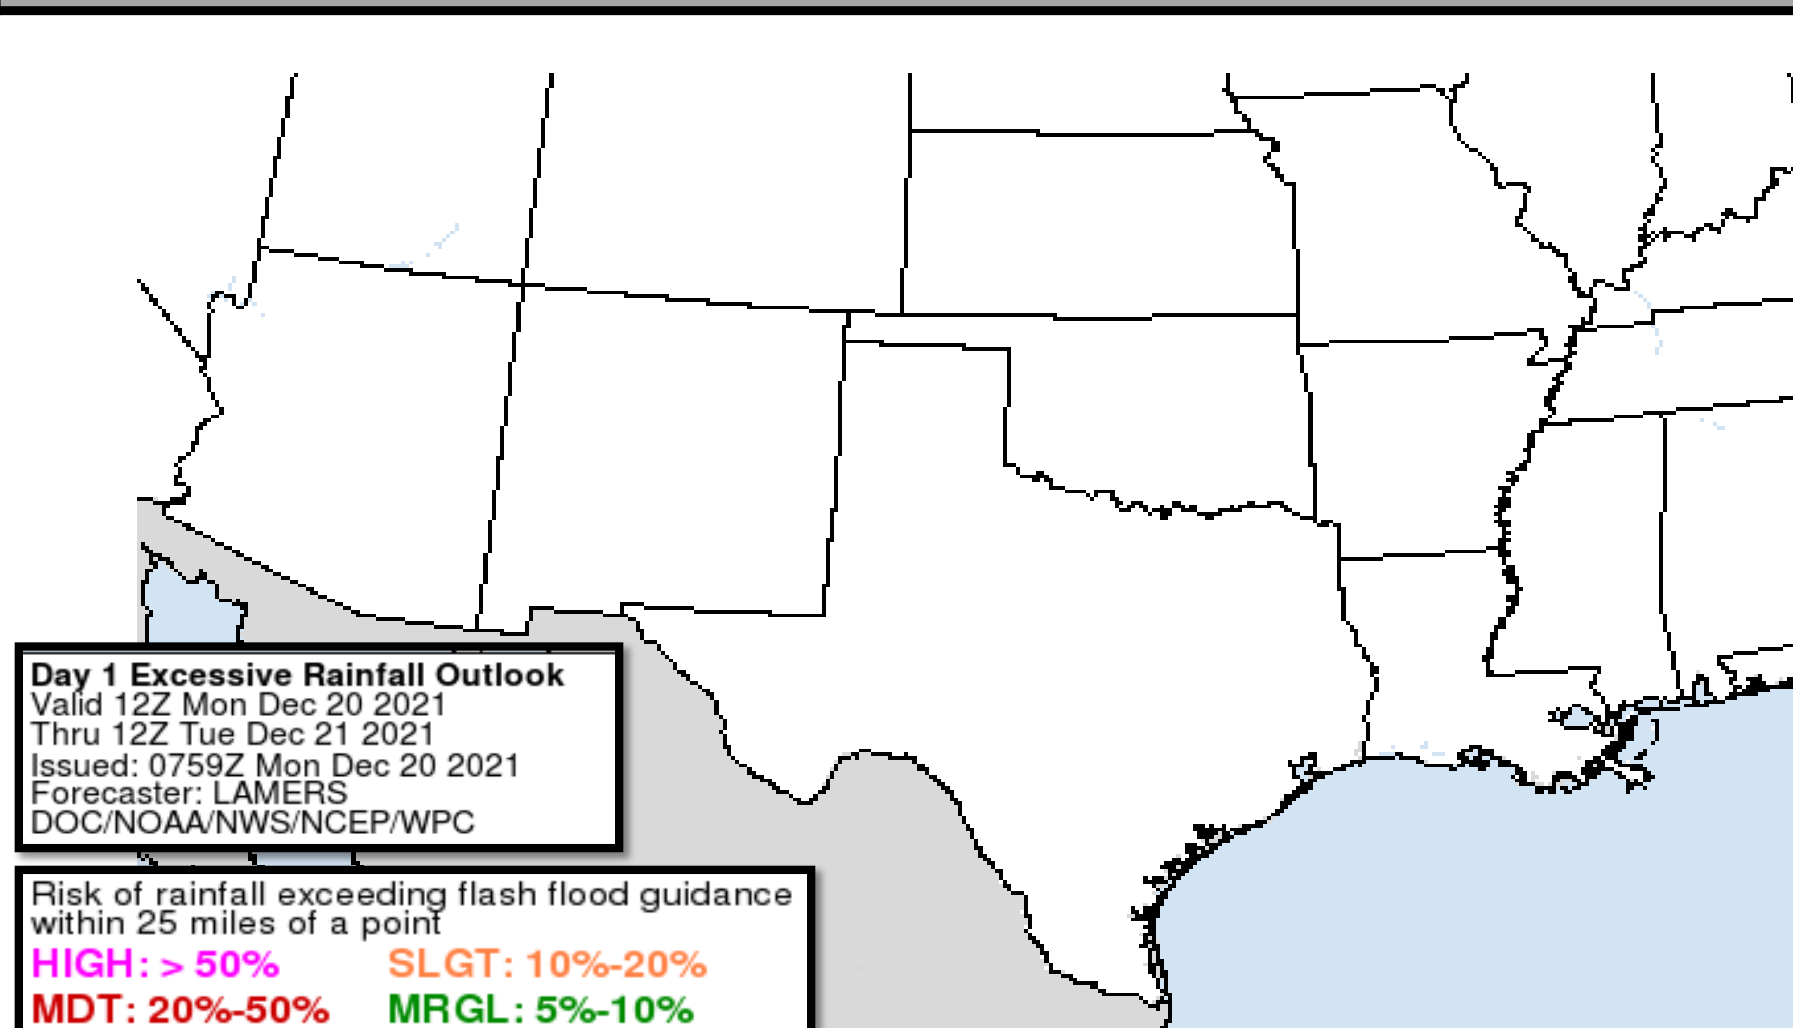 Day 1 Excessive Rainfall Outlook
Valid 12Z Mon Dec 20 2021
Thru 12Z Tue Dec 21 2021
Issued: 0759Z Mon Dec 20 2021
Forecaster: LAMERS
DOC/NOAA/NWS/NCEP/WPC
Risk of rainfall exceeding flash flood guidance
within 25 miles of a point
HIGH: > 50% SLGT: 10%-20%
MDT: 20%-50% MRGL: 5%-10%